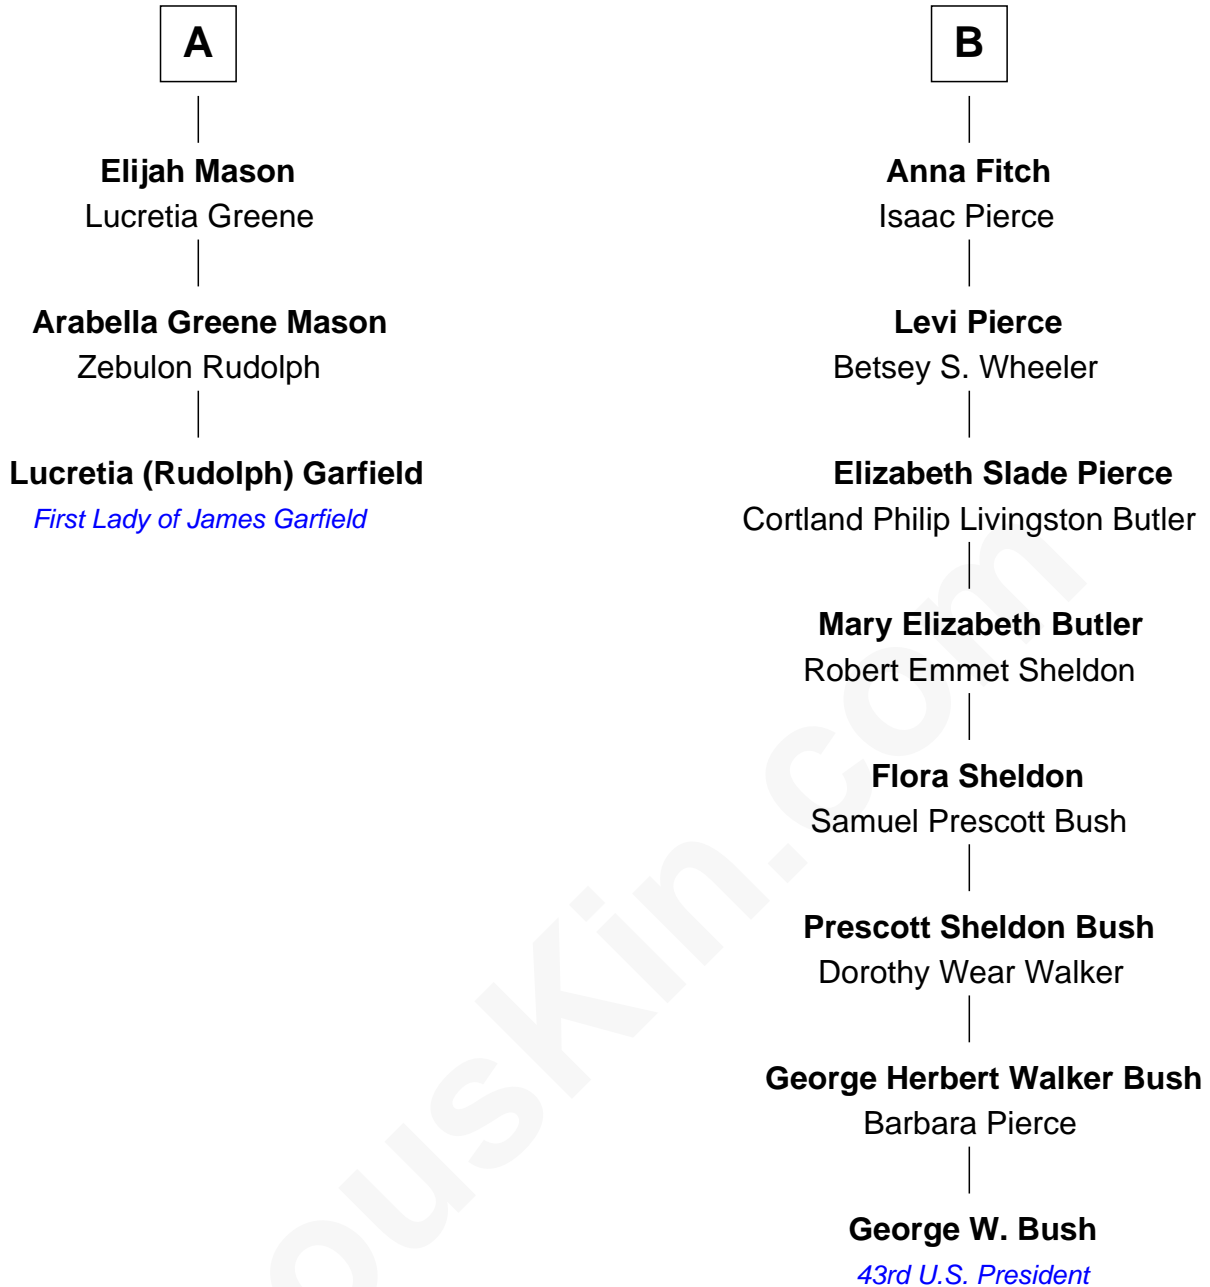 A
Elijah Mason
Lucretia Greene
Arabella Greene Mason
Zebulon Rudolph
Lucretia (Rudolph) Garfield
First Lady of James Garfield
B
Anna Fitch
Isaac Pierce
Levi Pierce
Betsey S. Wheeler
Elizabeth Slade Pierce
Cortland Philip Livingston Butler
Mary Elizabeth Butler
Robert Emmet Sheldon
Flora Sheldon
Samuel Prescott Bush
Prescott Sheldon Bush
Dorothy Wear Walker
George Herbert Walker Bush
Barbara Pierce
George W. Bush
43rd U.S. President
ousKin.com